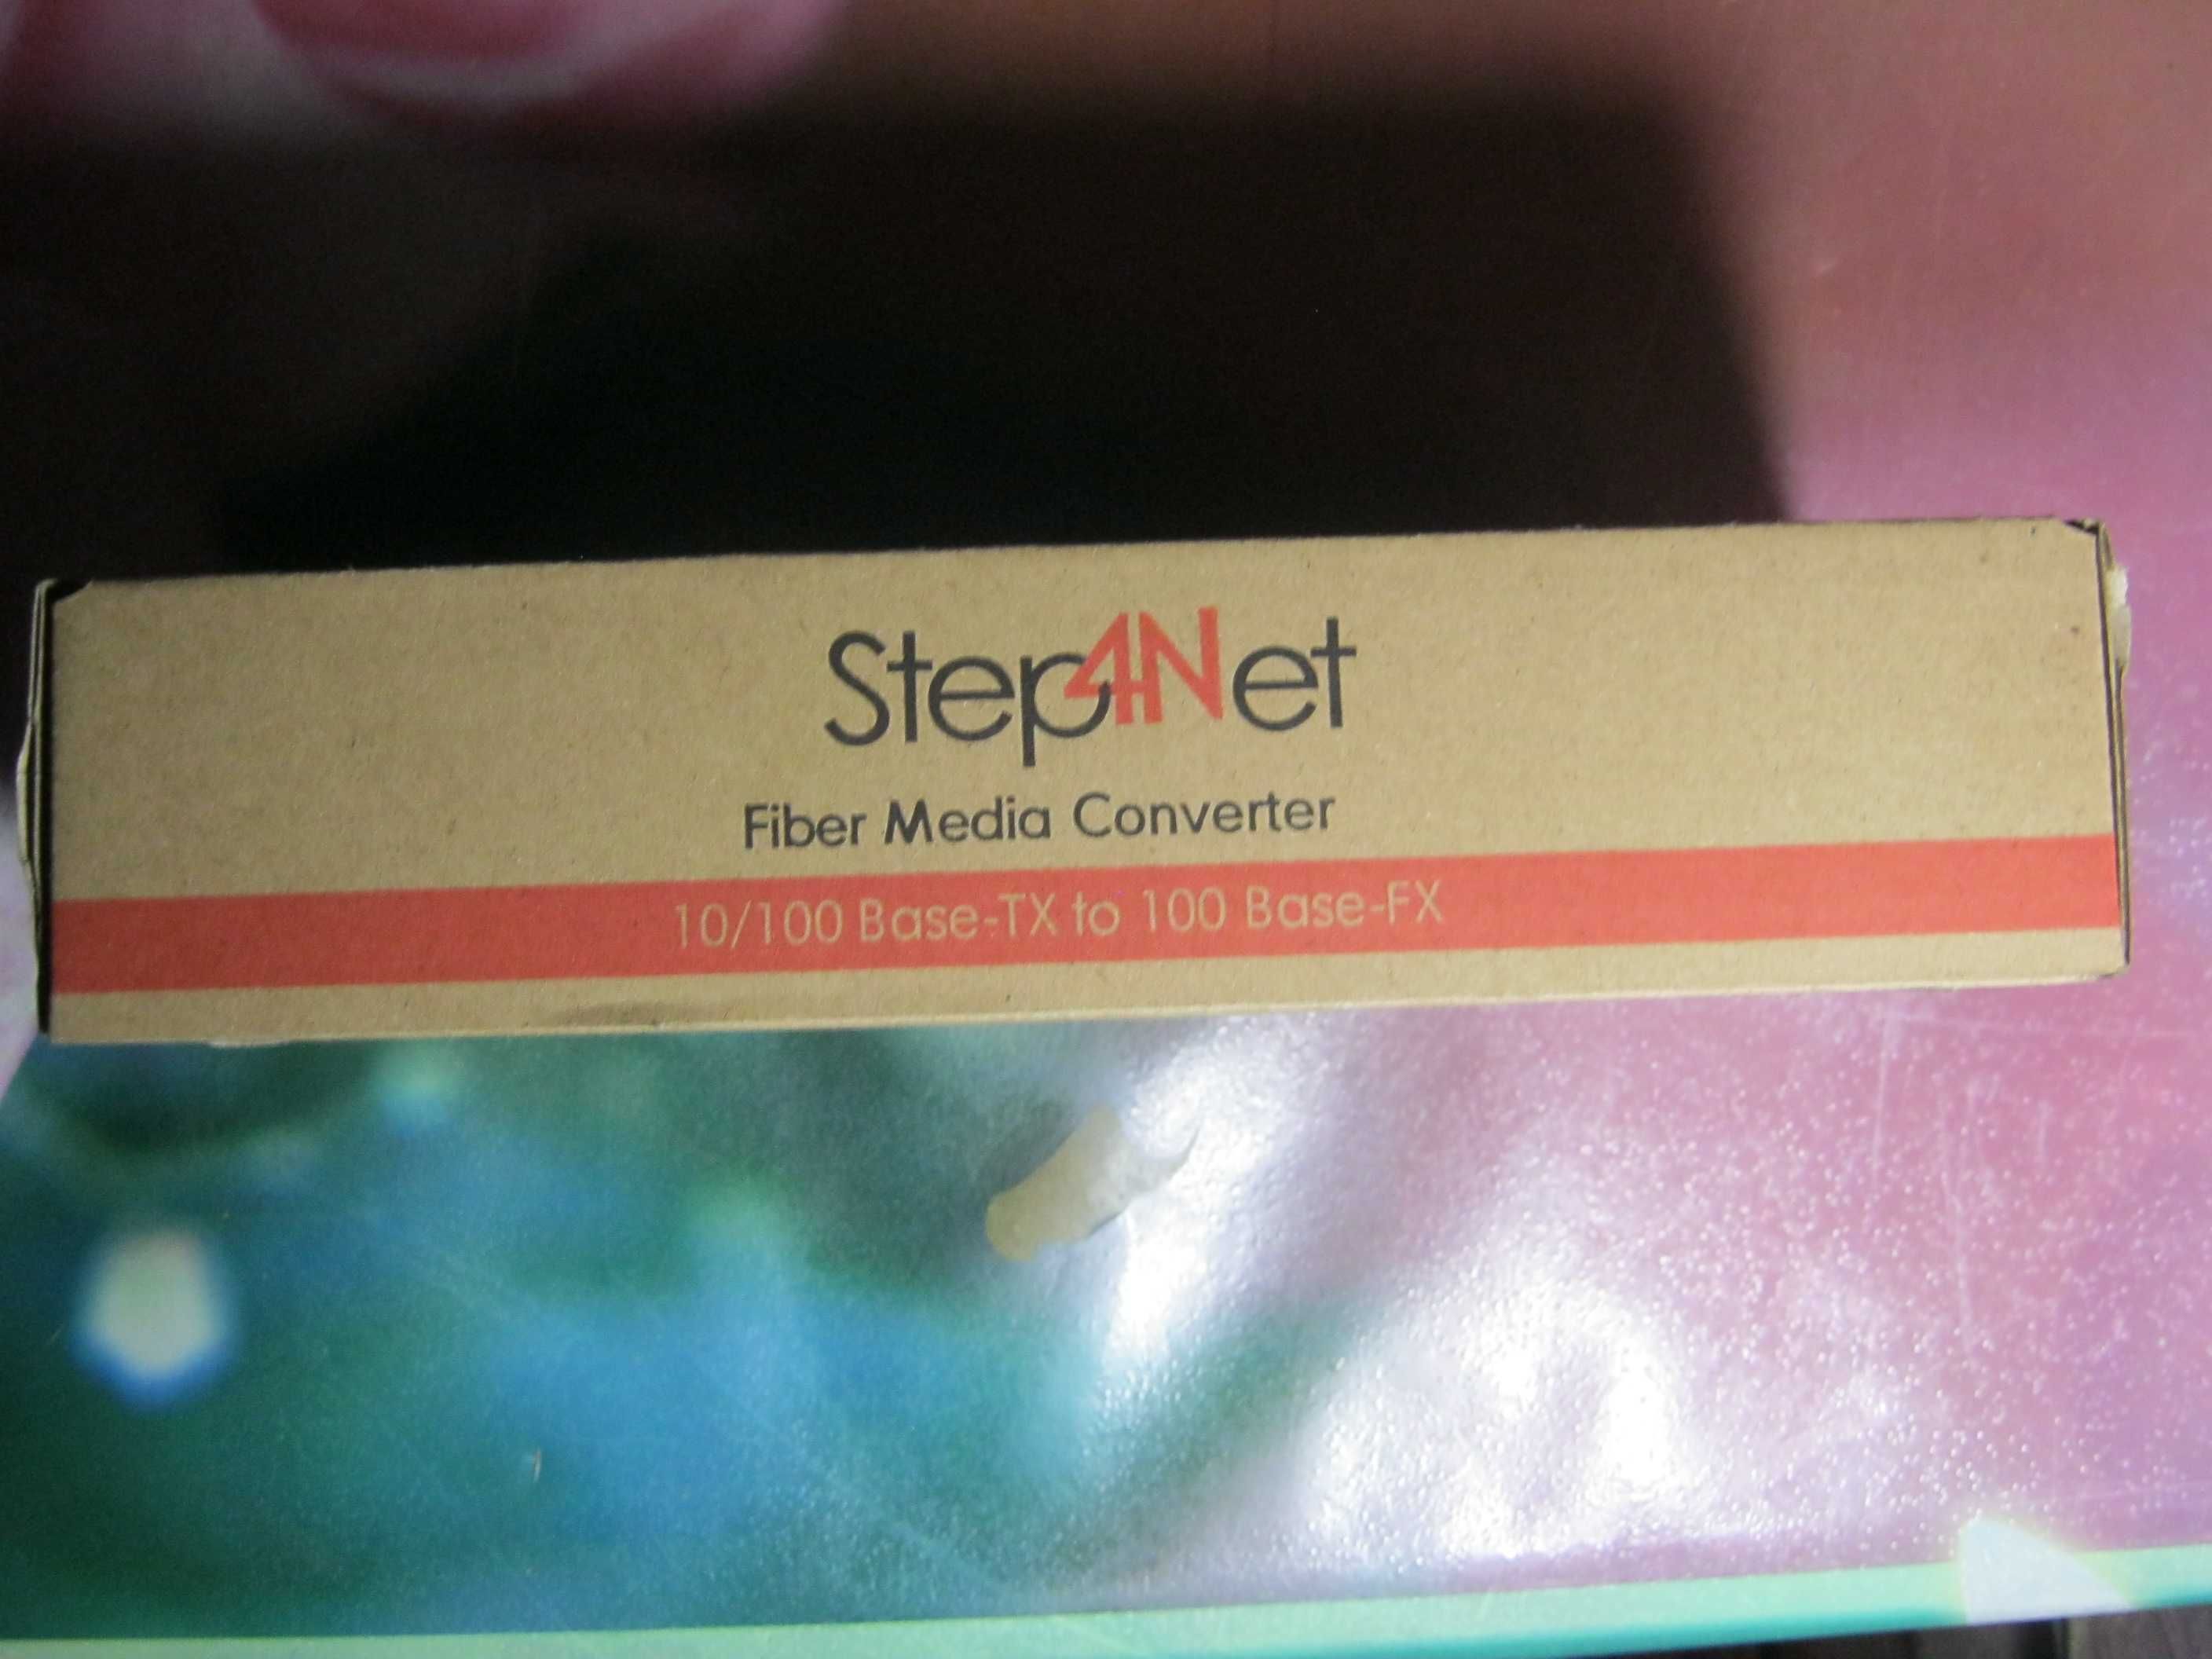 Step4Net
Fiber Media Converter
10/100 Base-TX to 100 Base-FX